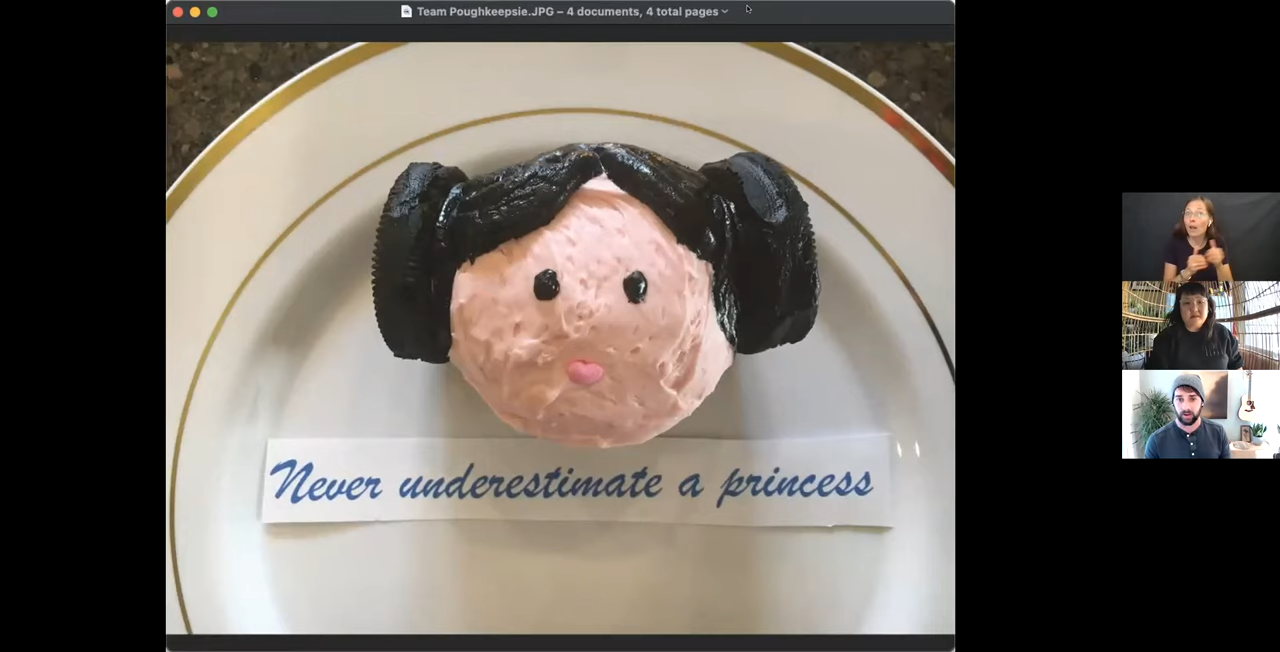 Team Poughkeepsie.JPG – 4 documents, 4 total pages
Never underestimate a princess